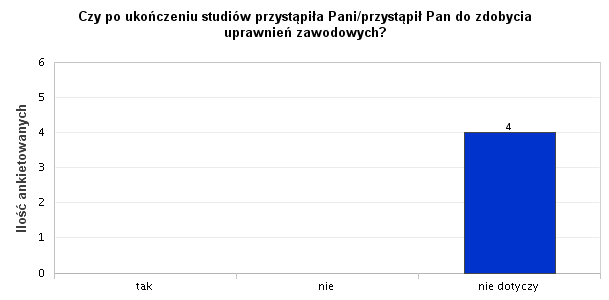 Czy po ukończeniu studiów przystąpiła Pani/przystąpił Pan do zdobycia
uprawnień zawodowych?
Ilość ankietowanych
6
5
4
3
2
1
0
4
tak
nie
nie dotyczy